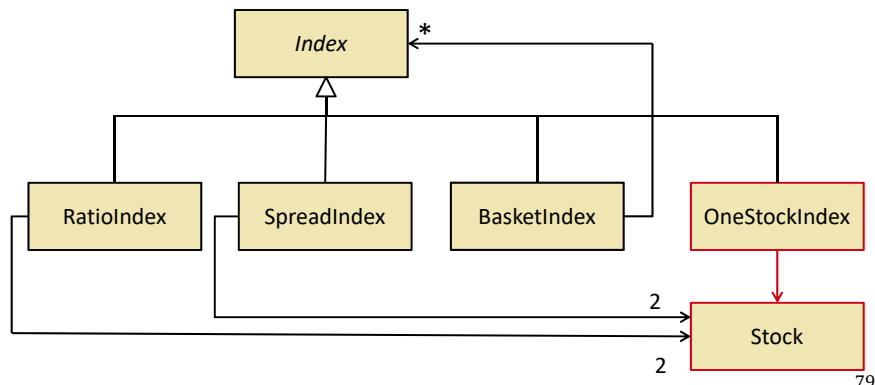 Index
*
RatioIndex
SpreadIndex
BasketIndex
OneStockIndex
2
Stock
2
79